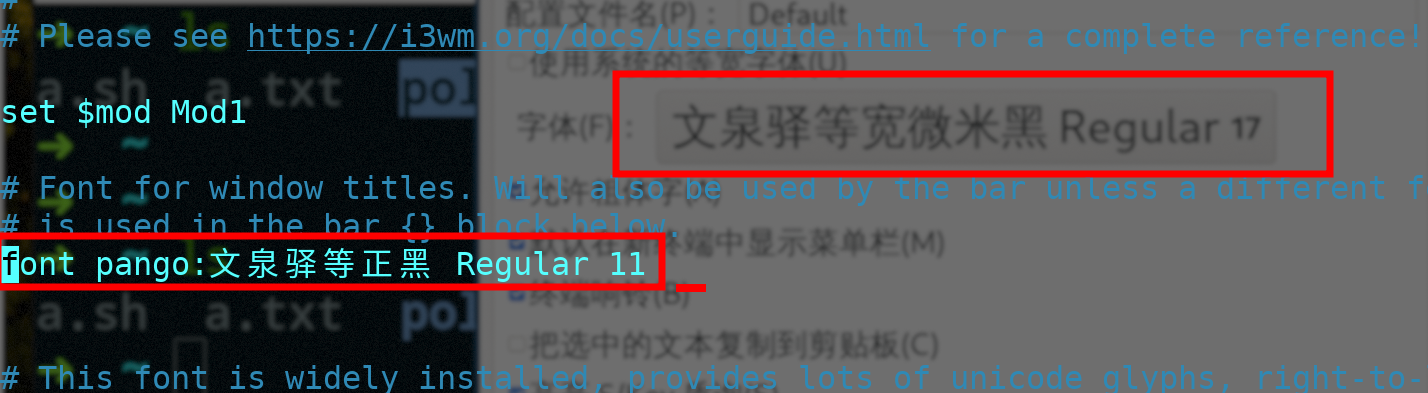 #
配置文件名(P)： Default
# Please see https://i3wm.org/docs/userguide.html for a complete reference!
使用系统的等宽字体(U)
a.sh a.txt pol
set $mod Mod1
字体(F)： 文泉驿等宽微米黑 Regular 17
➜ ~
# Font for window titles. Will also be used by the bar unless a different f
# is used in the bar {} block below.
默认在新终端中显示菜单栏(M)
font pango:文泉驿等正黑 Regular 11
终端响铃(B)
a.sh a.txt pol
把选中的文本复制到剪贴板(C)
➜ ~
# This font is widely installed, provides lots of unicode glyphs, right-to-